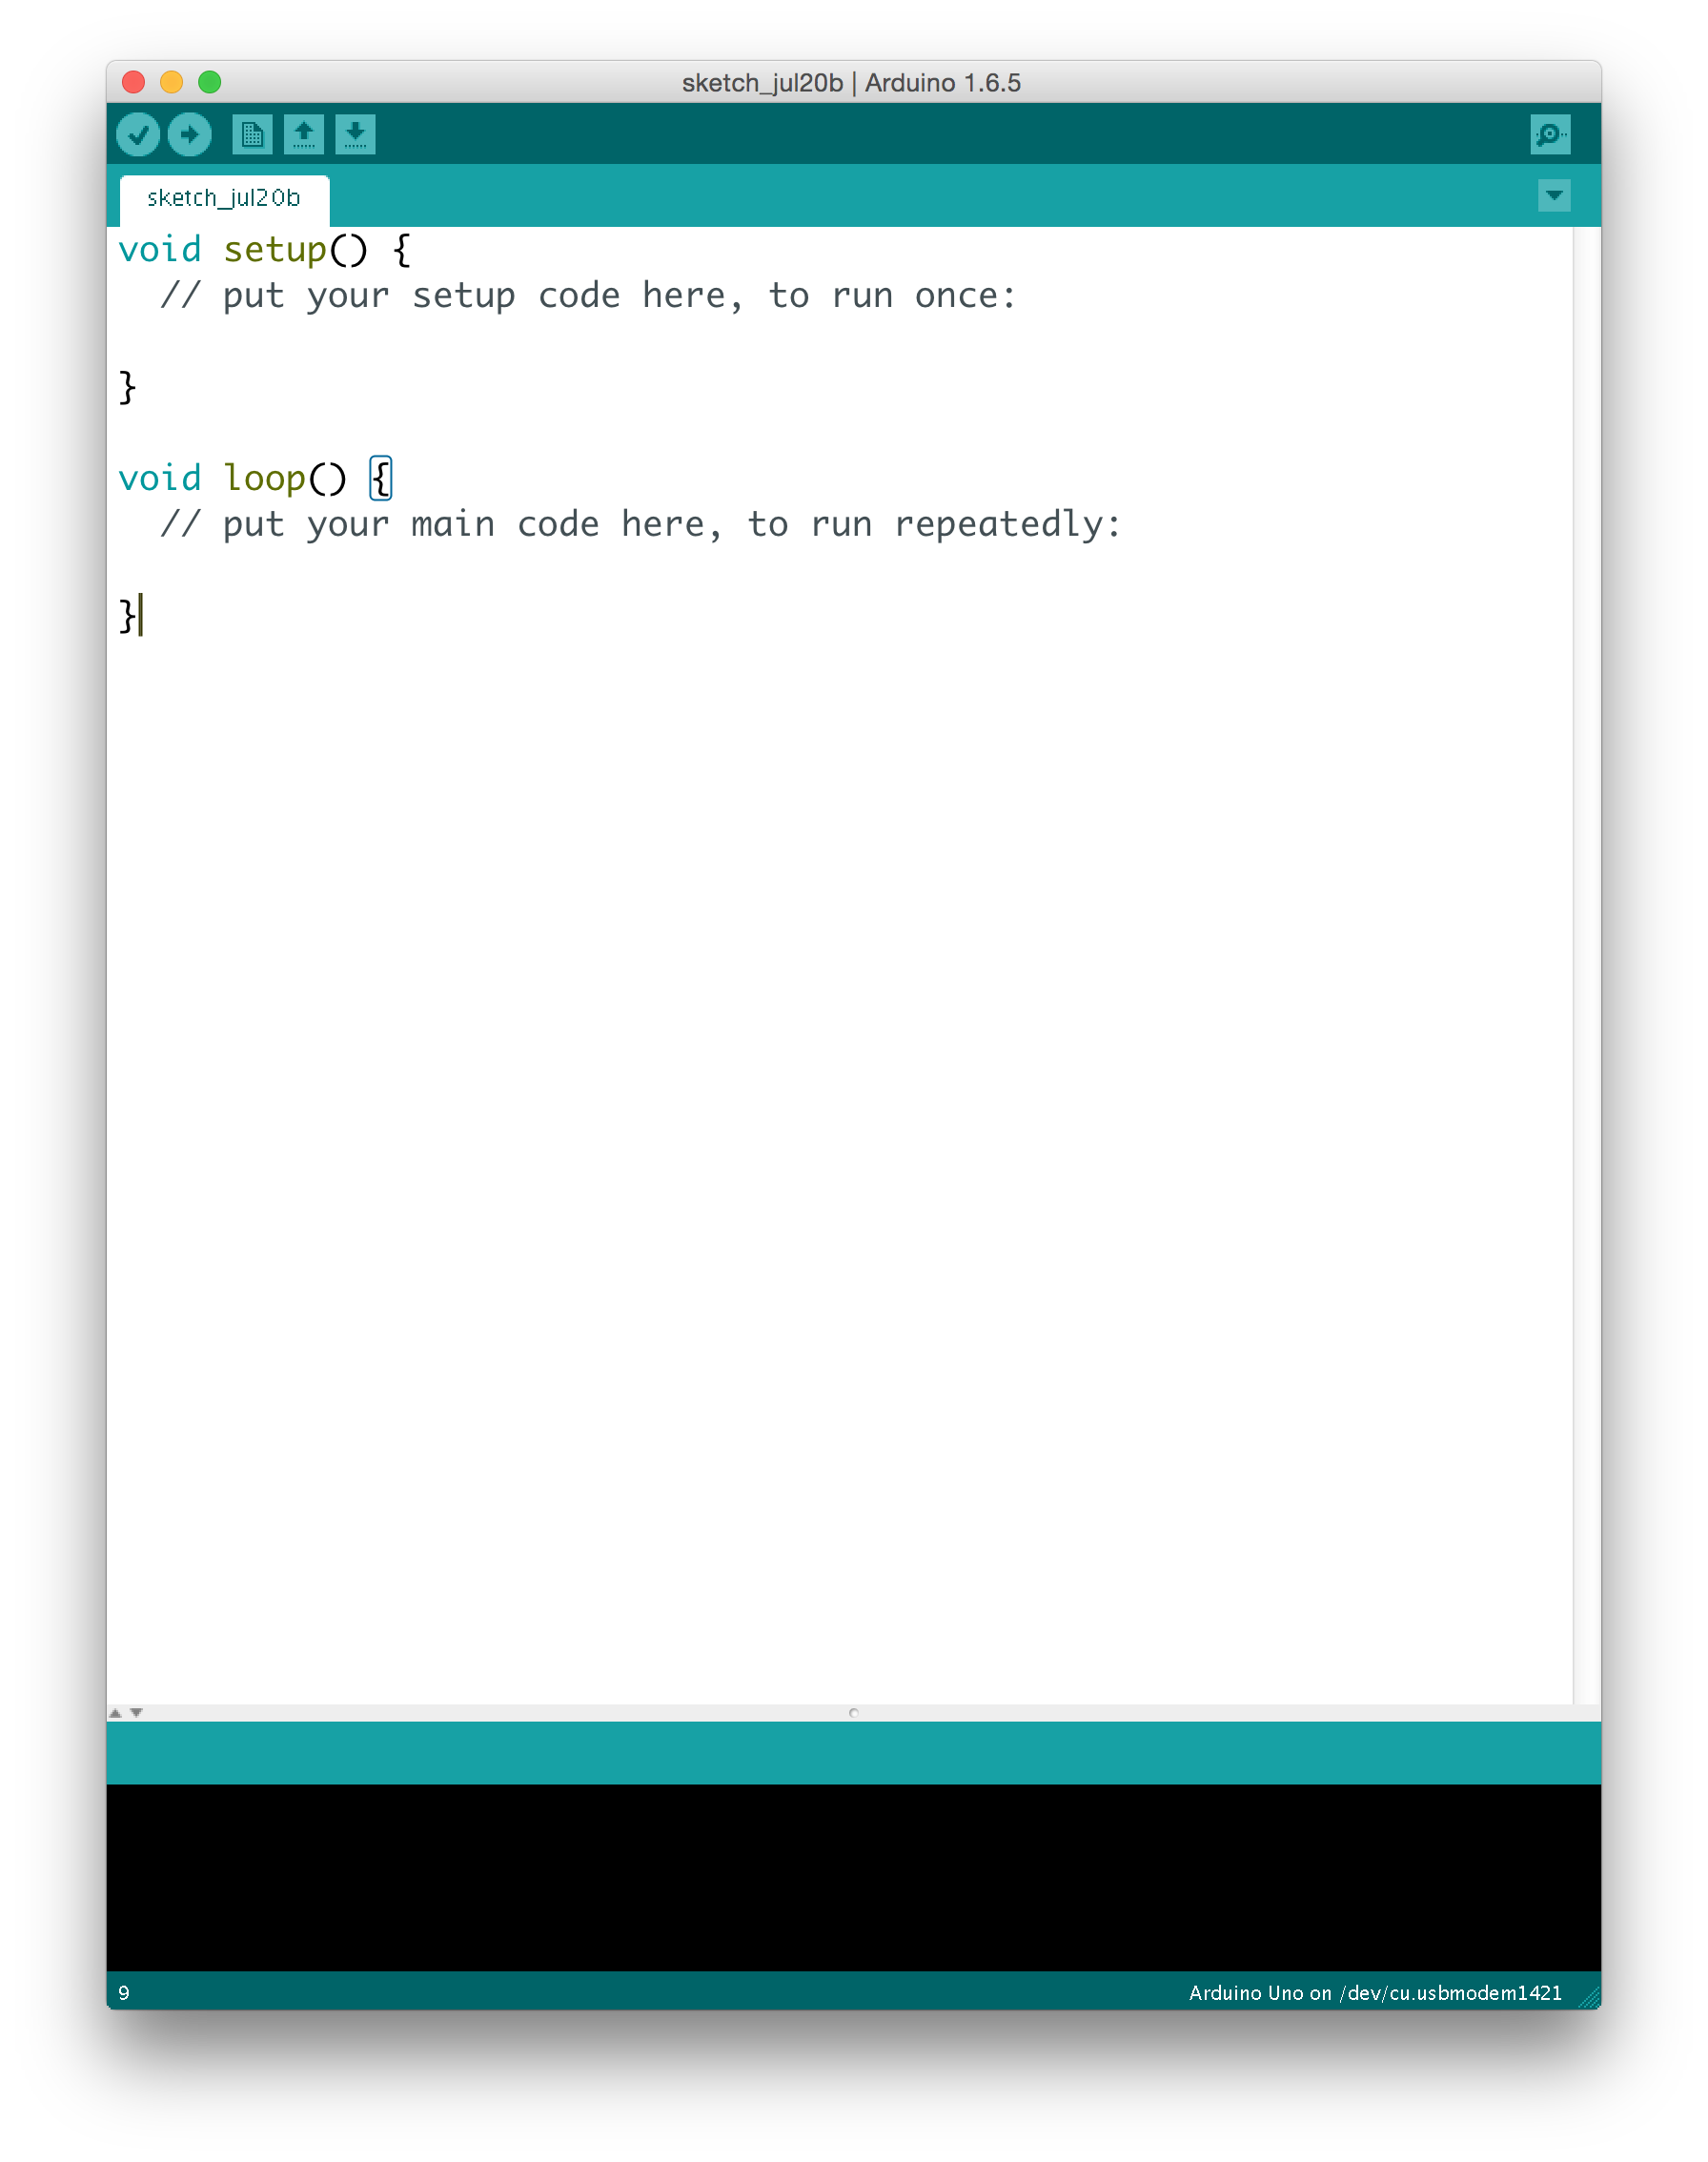 sketch_jul20b | Arduino 1.6.5
sketch_jul20b
void setup() {
  // put your setup code here, to run once:

}

void loop() {
  // put your main code here, to run repeatedly:

}
9
Arduino Uno on /dev/cu.usbmodem1421